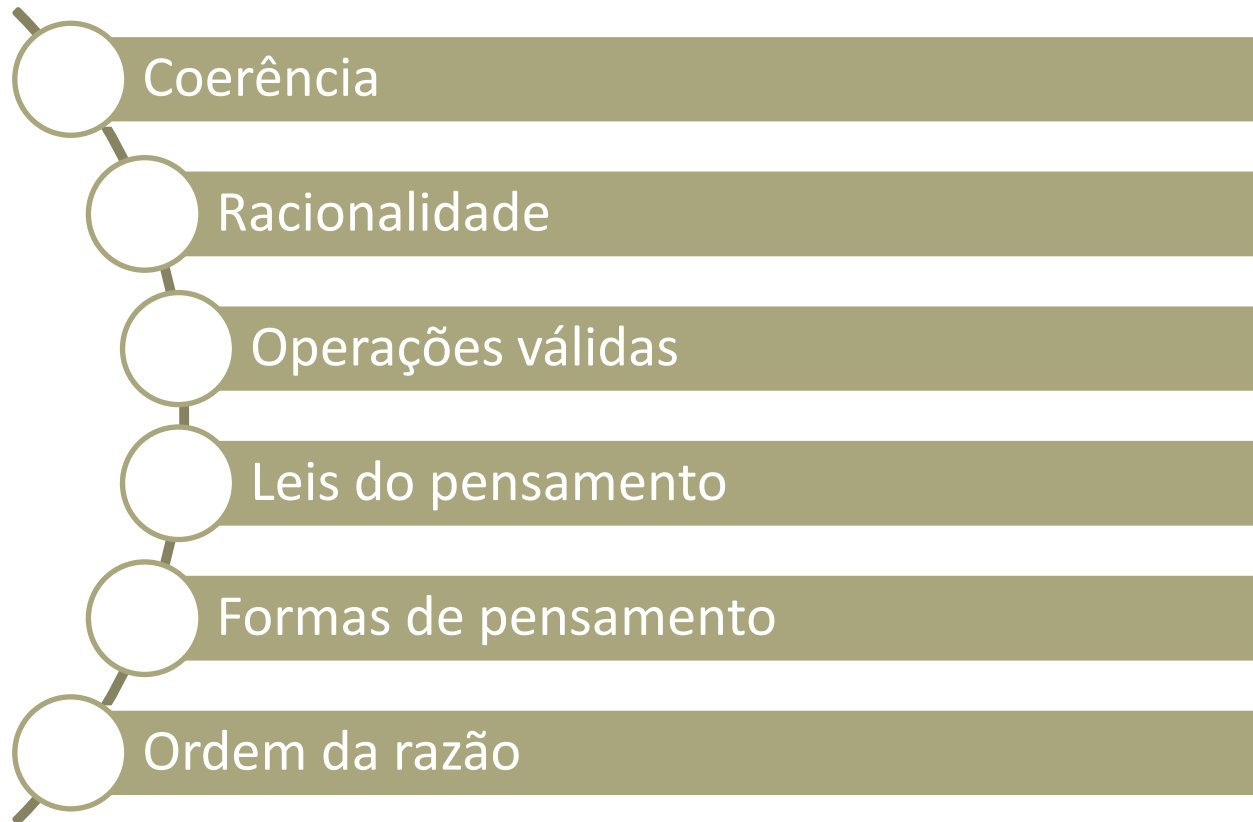 Coerência
Racionalidade
Operações válidas
Leis do pensamento
Formas de pensamento
Ordem da razão